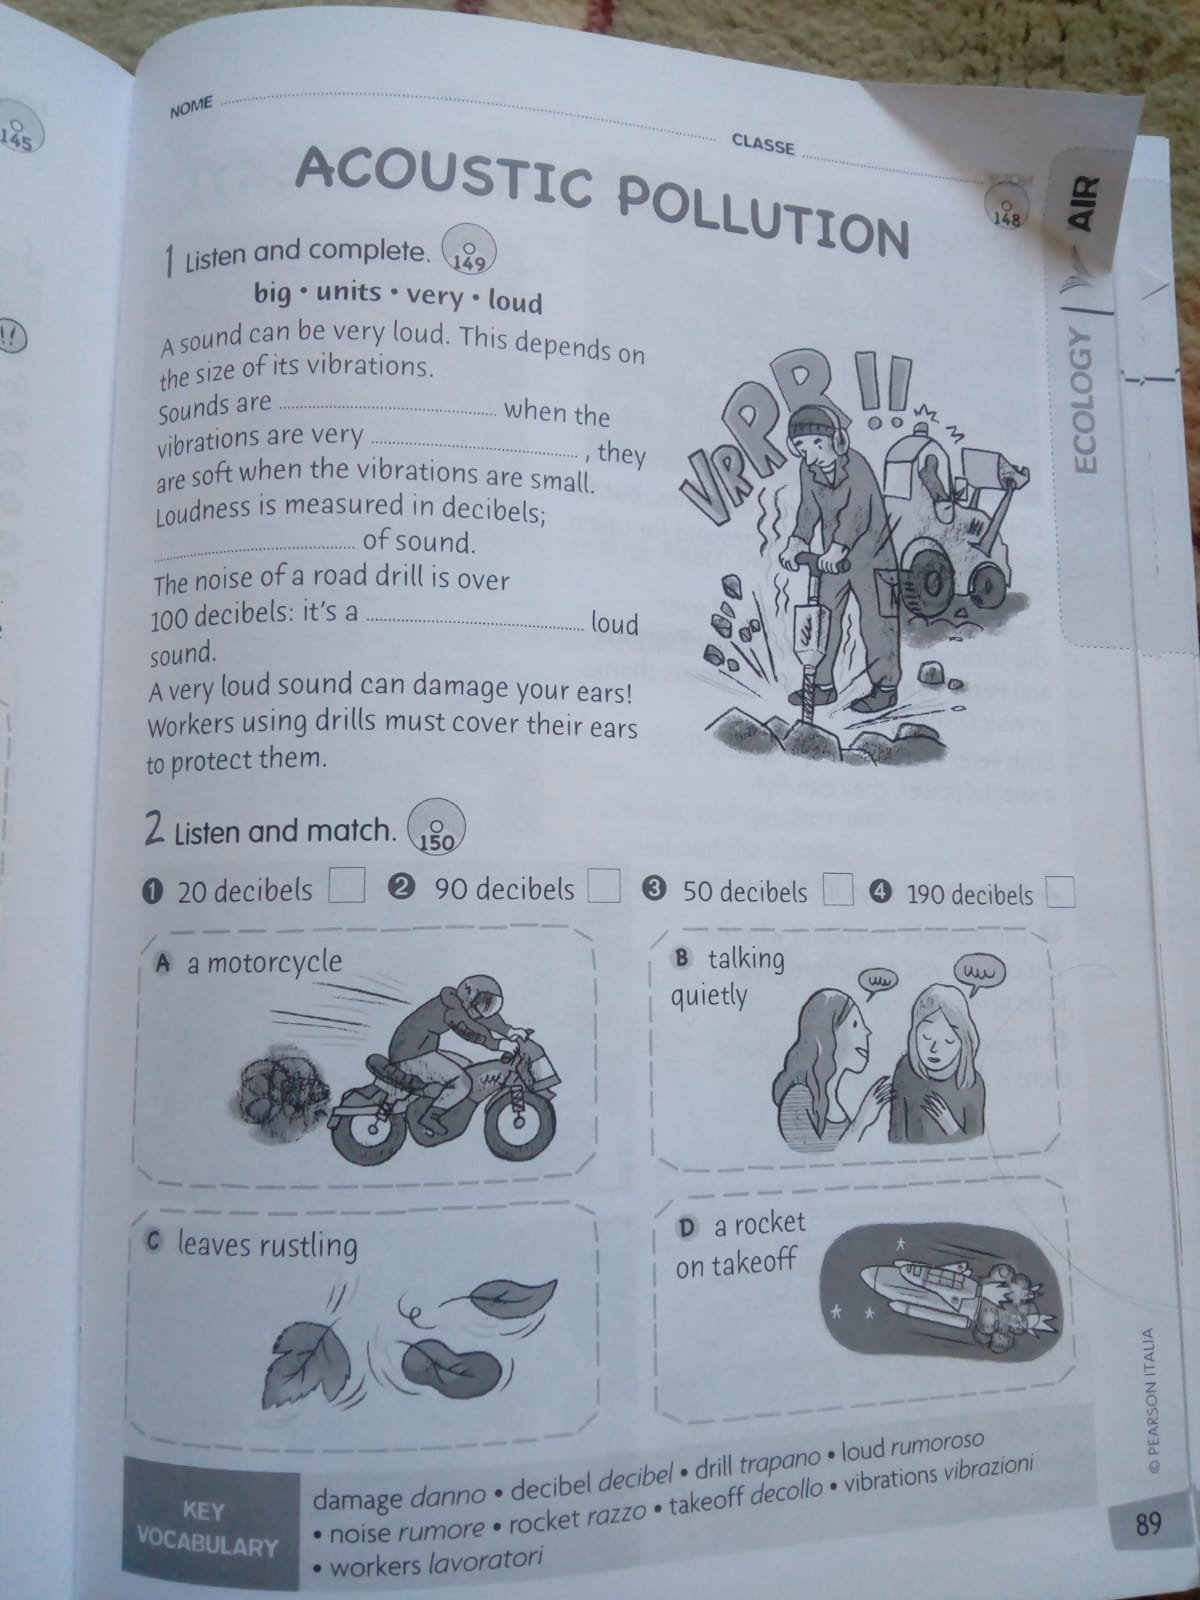 145
!!
NOME
CLASSE
148
ACOUSTIC POLLUTION
1 Listen and complete. 149
big • units • very • loud
A sound can be very loud. This depends on
the size of its vibrations.
Sounds are ........ when the
vibrations are very ........, they
are soft when the vibrations are small.
Loudness is measured in decibels;
........ of sound.
The noise of a road drill is over
100 decibels: it's a ........ loud
sound.
A very loud sound can damage your ears!
Workers using drills must cover their ears
to protect them.
VRRRR!!
2 Listen and match. 150
1 20 decibels
2 90 decibels
3 50 decibels
4 190 decibels
A a motorcycle
B talking
quietly
C leaves rustling
D a rocket
on takeoff
KEY
VOCABULARY
damage danno • decibel decibel • drill trapano • loud rumoroso
• noise rumore • rocket razzo • takeoff decollo • vibrations vibrazioni
• workers lavoratori
ECOLOGY
AIR
© PEARSON ITALIA
89